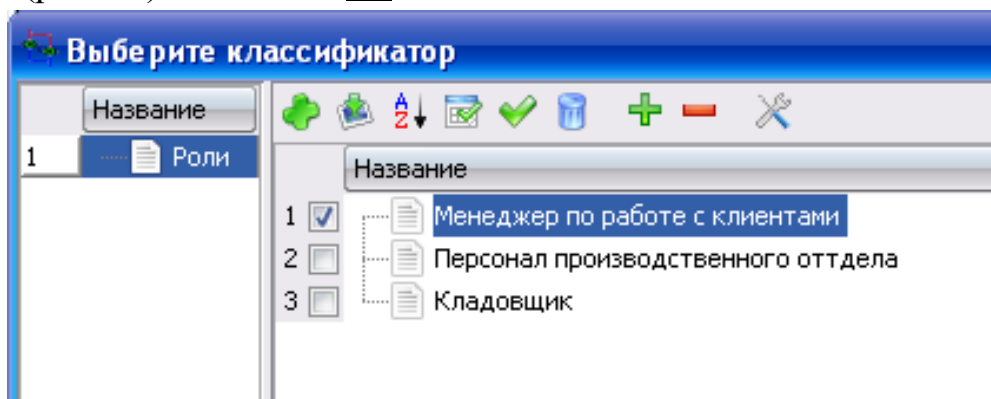 Выберите классификатор
Название
1 Роли
Название
1 Менеджер по работе с клиентами
2 Персонал производственного оттдела
3 Кладовщик